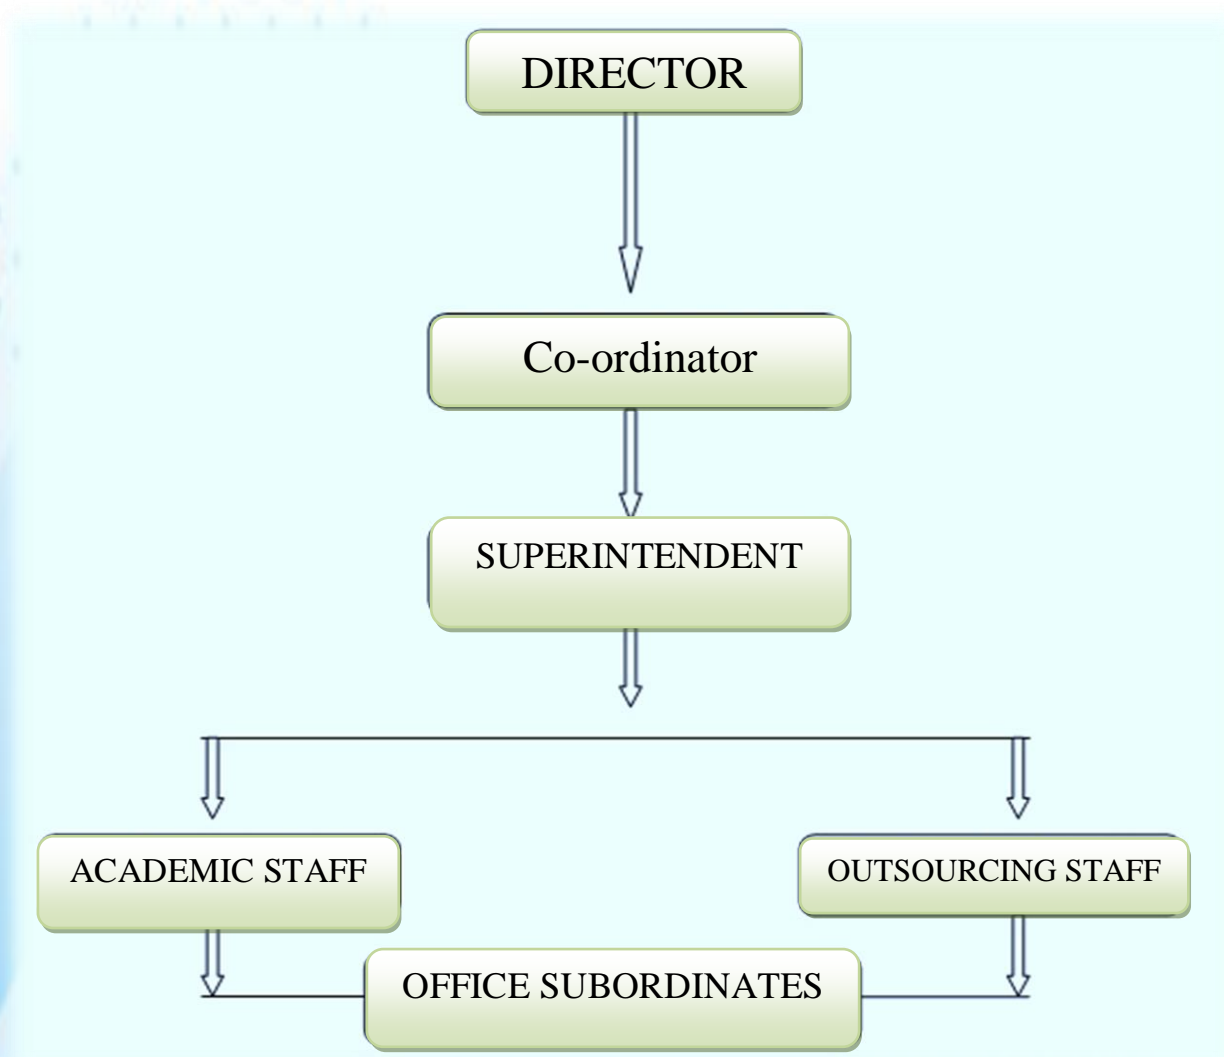 DIRECTOR
Co-ordinator
SUPERINTENDENT
ACADEMIC STAFF
OUTSOURCING STAFF
OFFICE SUBORDINATES